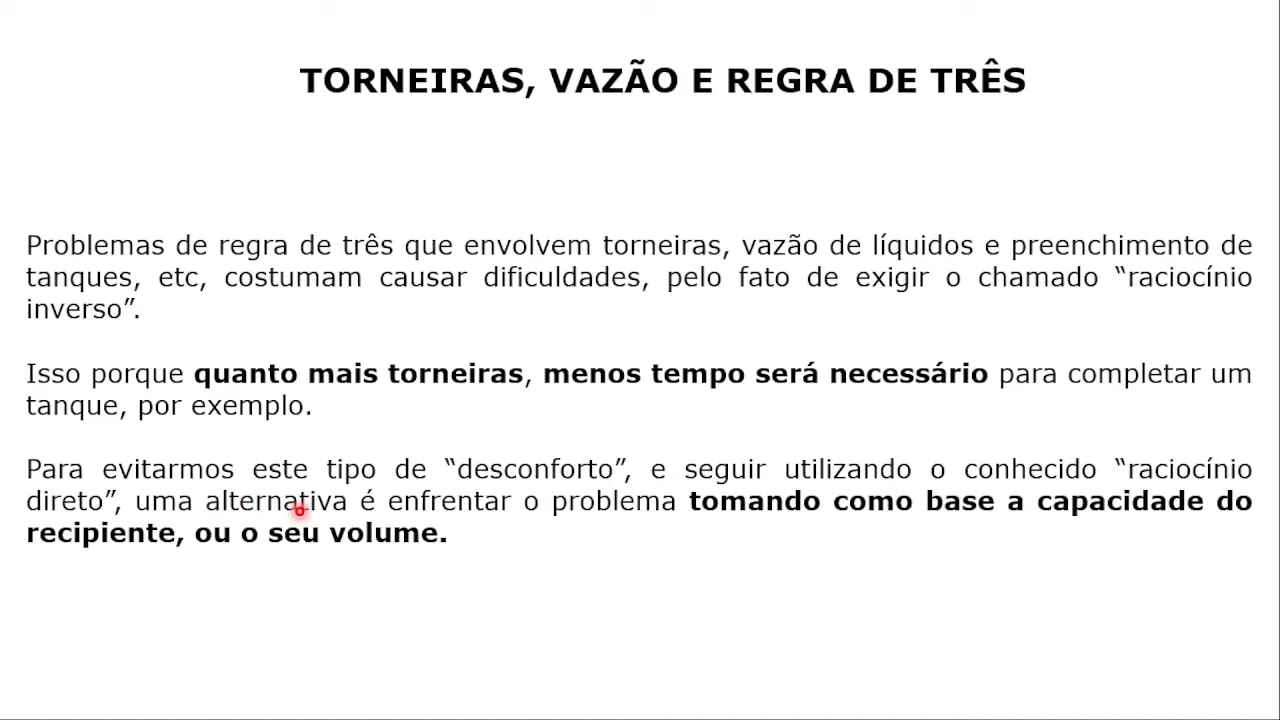 TORNEIRAS, VAZÃO E REGRA DE TRÊS
Problemas de regra de três que envolvem torneiras, vazão de líquidos e preenchimento de
tanques, etc, costumam causar dificuldades, pelo fato de exigir o chamado “raciocínio
inverso”.
Isso porque quanto mais torneiras, menos tempo será necessário para completar um
tanque, por exemplo.
Para evitarmos este tipo de “desconforto”, e seguir utilizando o conhecido “raciocínio
direto”, uma alternativa é enfrentar o problema tomando como base a capacidade do
recipiente, ou o seu volume.